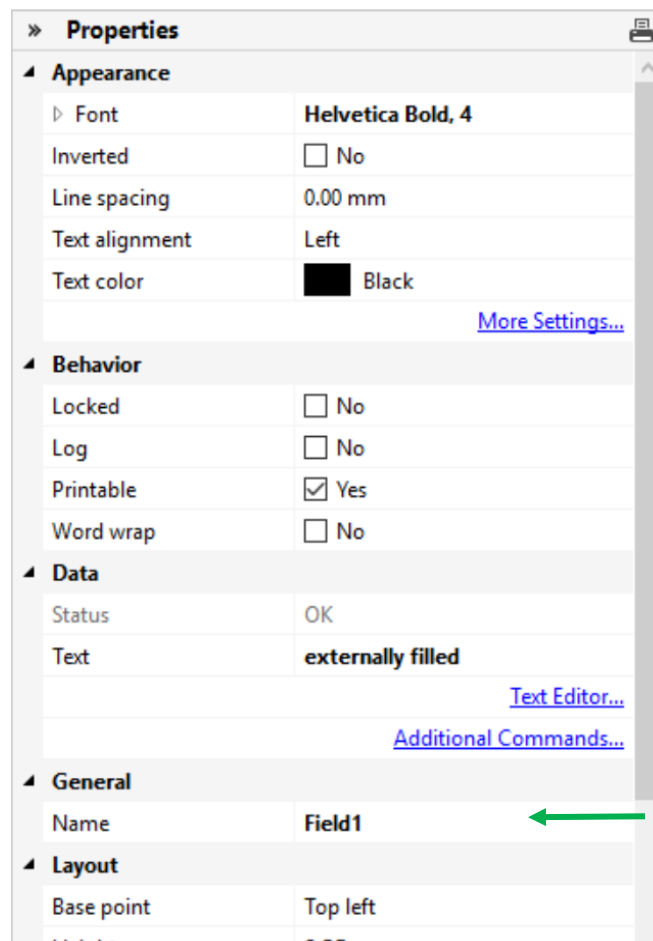 Properties
Appearance
Font Helvetica Bold, 4
Inverted No
Line spacing 0.00 mm
Text alignment Left
Text color Black
More Settings...
Behavior
Locked No
Log No
Printable Yes
Word wrap No
Data
Status OK
Text externally filled
Text Editor...
Additional Commands...
General
Name Field1
Layout
Base point Top left